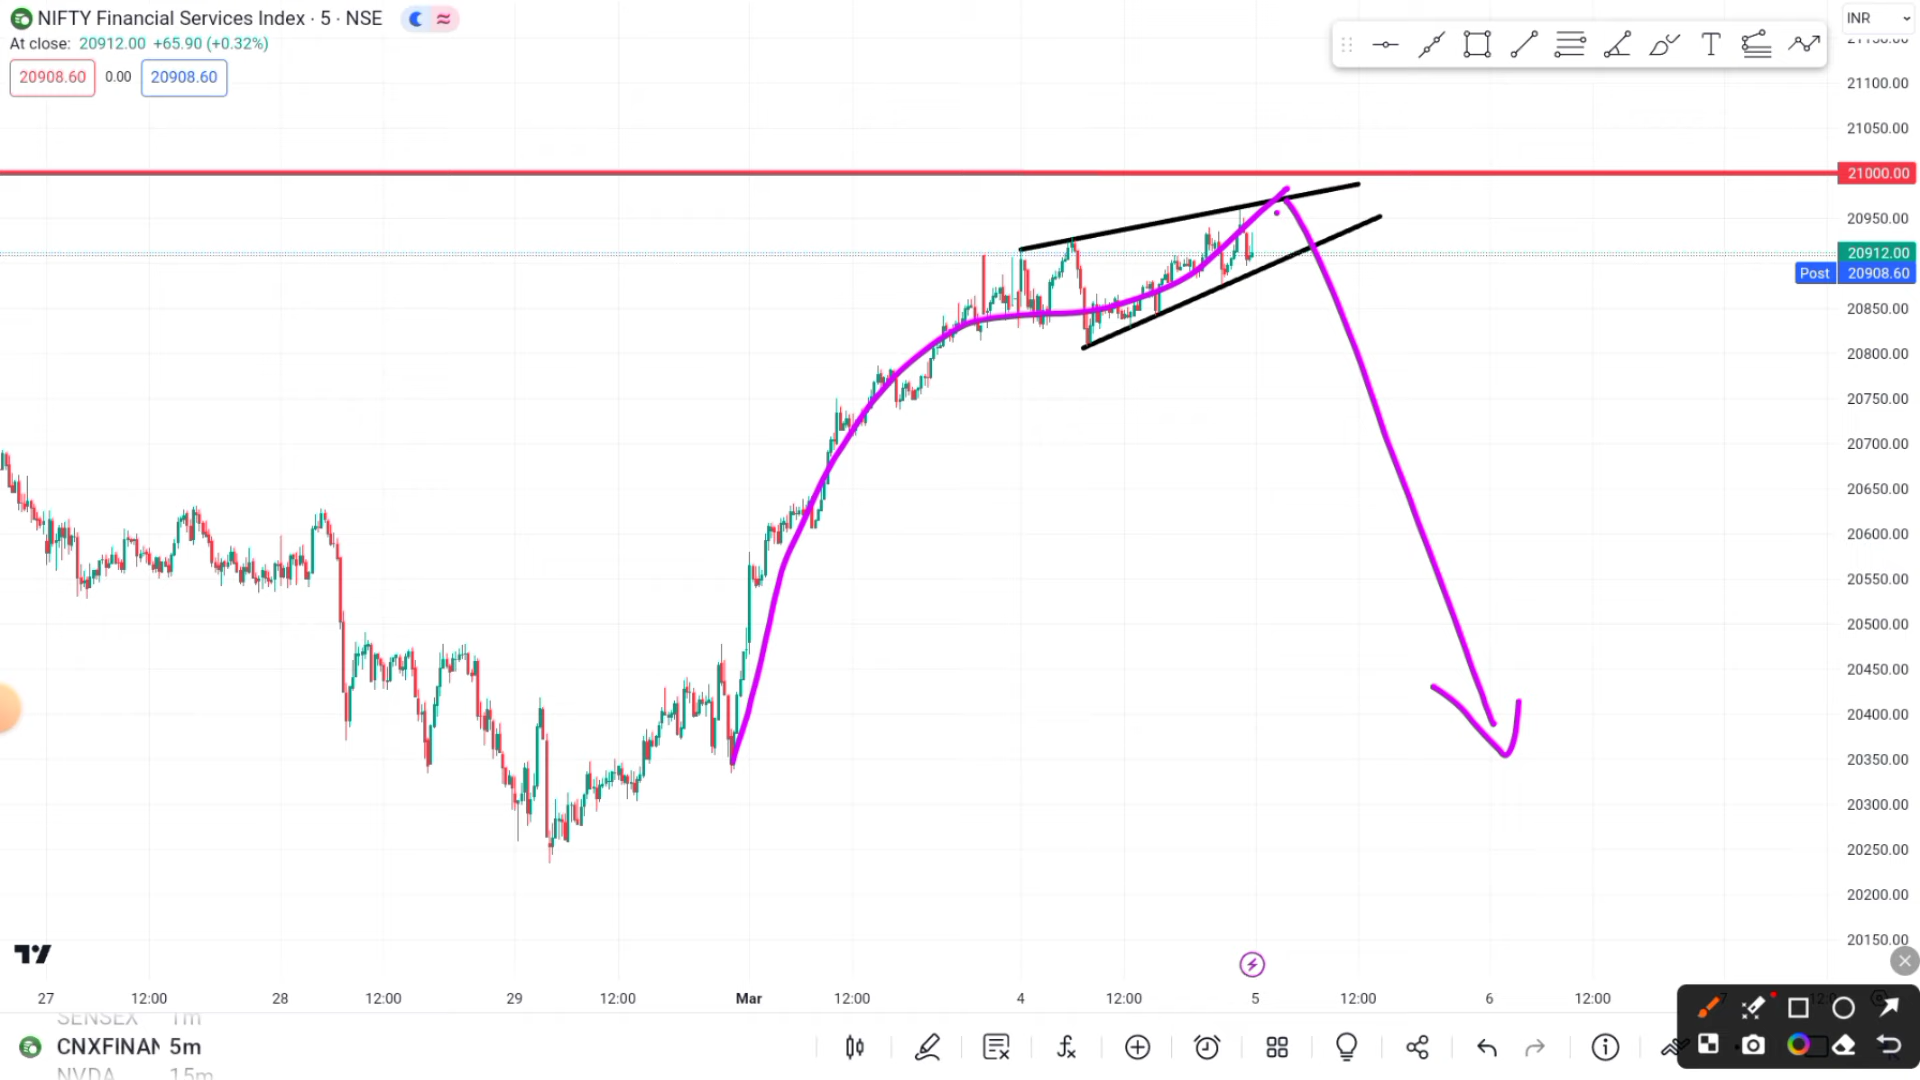 NIFTY Financial Services Index · 5 · NSE
INR
At close: 20912.00 +65.90 (+0.32%)
20908.60 0.00 20908.60
21100.00
21050.00
21000.00
20950.00
20912.00
Post 20908.60
20850.00
20800.00
20750.00
20700.00
20650.00
20600.00
20550.00
20500.00
20450.00
20400.00
20350.00
20300.00
20250.00
20200.00
20150.00
27 12:00 28 12:00 29 12:00 Mar 12:00 4 12:00 5 12:00 6 12:00
SENSEX 1m
CNXFINAN 5m
NVDA 15m